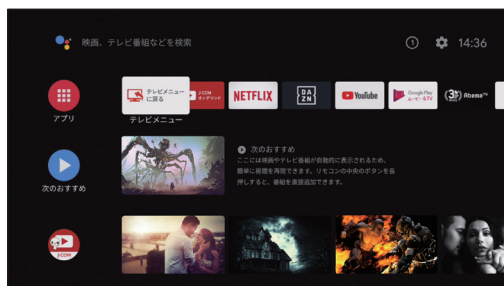 映画、テレビ番組などを検索
1
14:36
テレビメニュー
に戻る
J:COM
オンデマンド
NETFLIX
DAZN
YouTube
Google Play
ムービー&TV
AbemaTV
アプリ
テレビメニュー
次のおすすめ
ここには映画やテレビ番組が自動的に表示されるため、
簡単に視聴を再開できます。リモコンの中央のボタンを長
押しすると、番組を直接追加できます。
次のおすすめ
J:COM